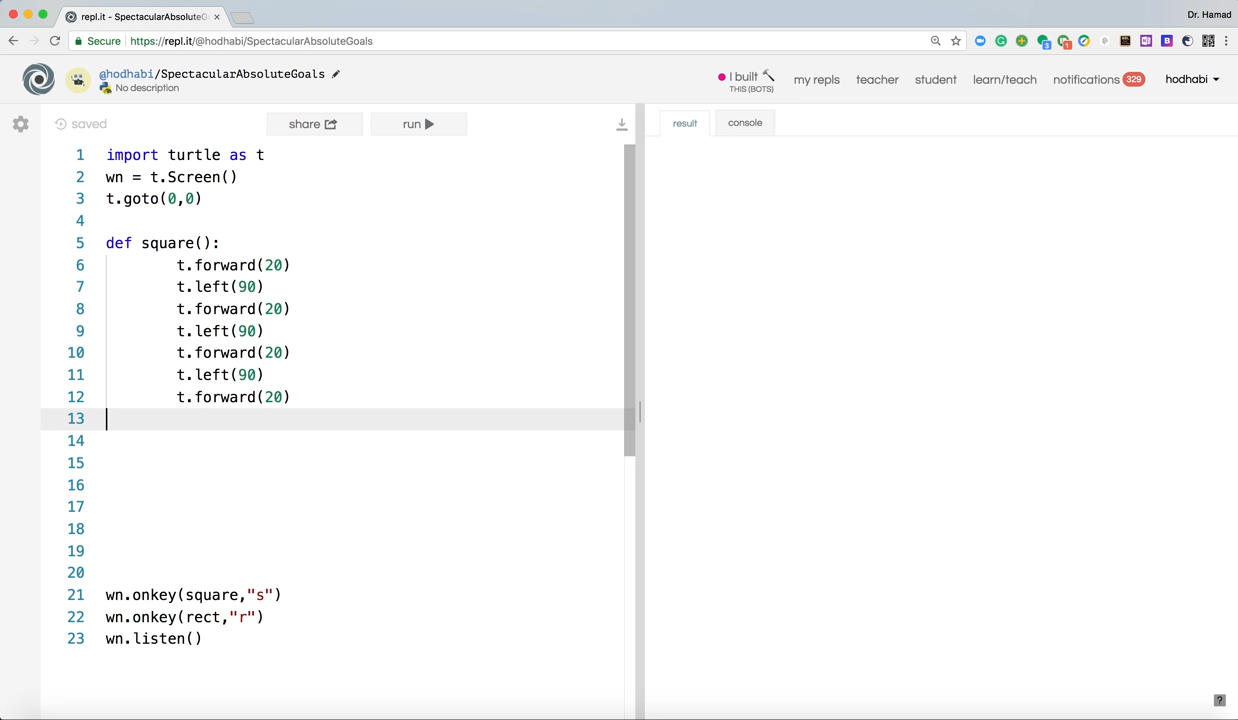 repl.it - SpectacularAbsoluteG
Dr. Hamad
Secure https://repl.it/@hodhabi/SpectacularAbsoluteGoals
3
1
@hodhabi/SpectacularAbsoluteGoals
No description
I built
THIS (BOTS)
my repls
teacher
student
learn/teach
notifications 329
hodhabi
saved
share
run
result
console
1 import turtle as t
2 wn = t.Screen()
3 t.goto(0,0)
4
5 def square():
6 t.forward(20)
7 t.left(90)
8 t.forward(20)
9 t.left(90)
10 t.forward(20)
11 t.left(90)
12 t.forward(20)
13
14
15
16
17
18
19
20
21 wn.onkey(square,"s")
22 wn.onkey(rect,"r")
23 wn.listen()
?